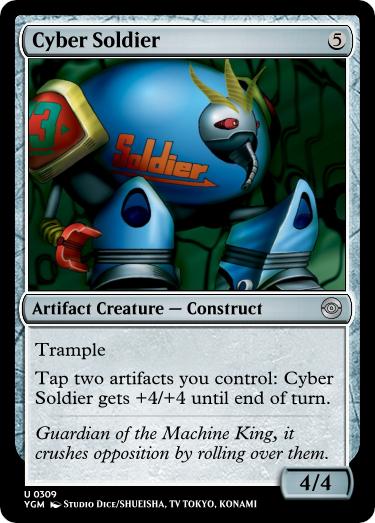 Cyber Soldier 5
3
Soldier
Artifact Creature — Construct
Trample
Tap two artifacts you control: Cyber
Soldier gets +4/+4 until end of turn.
Guardian of the Machine King, it
crushes opposition by rolling over them.
4/4
U 0309
YGM STUDIO DICE/SHUEISHA, TV TOKYO, KONAMI